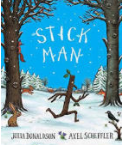 STICK
MAN
JULIA DONALDSON AXEL SCHEFFLER